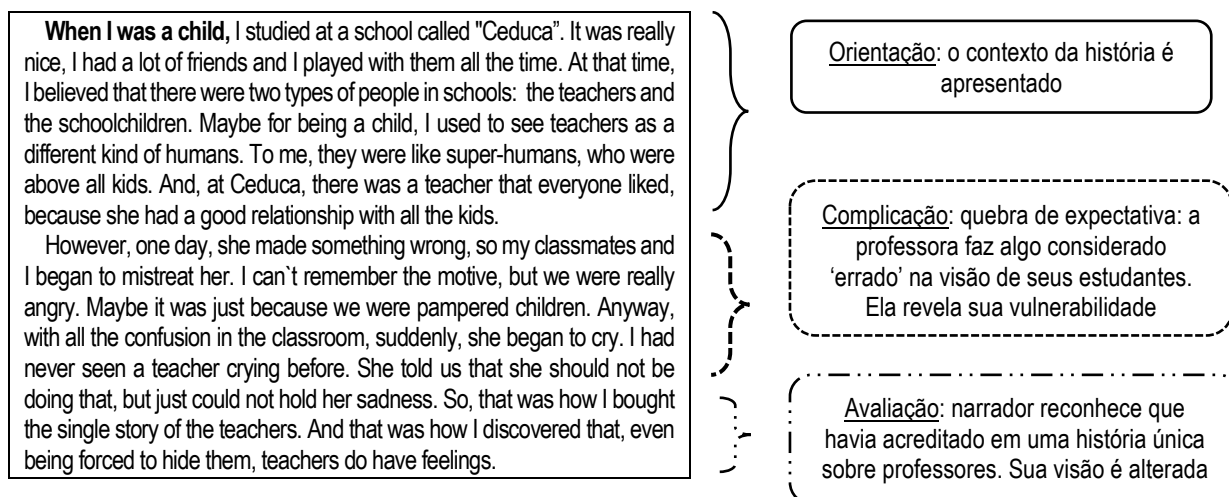 When I was a child, I studied at a school called "Ceduca”. It was really
nice, I had a lot of friends and I played with them all the time. At that time,
I believed that there were two types of people in schools: the teachers and
the schoolchildren. Maybe for being a child, I used to see teachers as a
different kind of humans. To me, they were like super-humans, who were
above all kids. And, at Ceduca, there was a teacher that everyone liked,
because she had a good relationship with all the kids.
However, one day, she made something wrong, so my classmates and
I began to mistreat her. I can`t remember the motive, but we were really
angry. Maybe it was just because we were pampered children. Anyway,
with all the confusion in the classroom, suddenly, she began to cry. I had
never seen a teacher crying before. She told us that she should not be
doing that, but just could not hold her sadness. So, that was how I bought
the single story of the teachers. And that was how I discovered that, even
being forced to hide them, teachers do have feelings.
Orientação: o contexto da história é
apresentado
Complicação: quebra de expectativa: a
professora faz algo considerado
‘errado’ na visão de seus estudantes.
Ela revela sua vulnerabilidade
Avaliação: narrador reconhece que
havia acreditado em uma história única
sobre professores. Sua visão é alterada